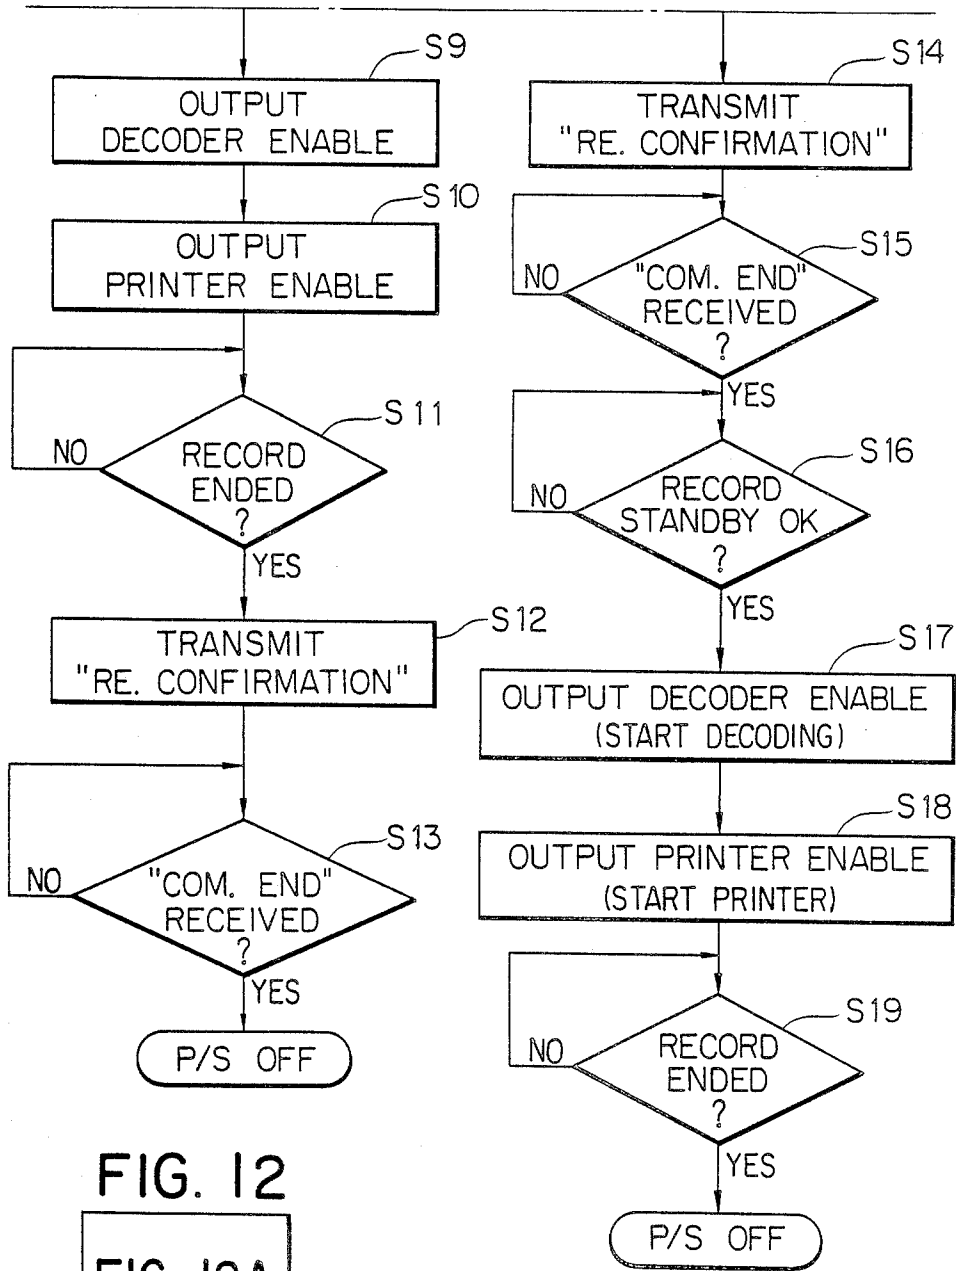 S9
OUTPUT
DECODER ENABLE
S10
OUTPUT
PRINTER ENABLE
S11
NO
RECORD
ENDED
?
YES
S12
TRANSMIT
"RE. CONFIRMATION"
S13
NO
"COM. END"
RECEIVED
?
YES
P/S OFF
S14
TRANSMIT
"RE. CONFIRMATION"
S15
NO
"COM. END"
RECEIVED
?
YES
S16
NO
RECORD
STANDBY OK
?
YES
S17
OUTPUT DECODER ENABLE
(START DECODING)
S18
OUTPUT PRINTER ENABLE
(START PRINTER)
S19
NO
RECORD
ENDED
?
YES
P/S OFF
FIG. 12
FIG. 12A